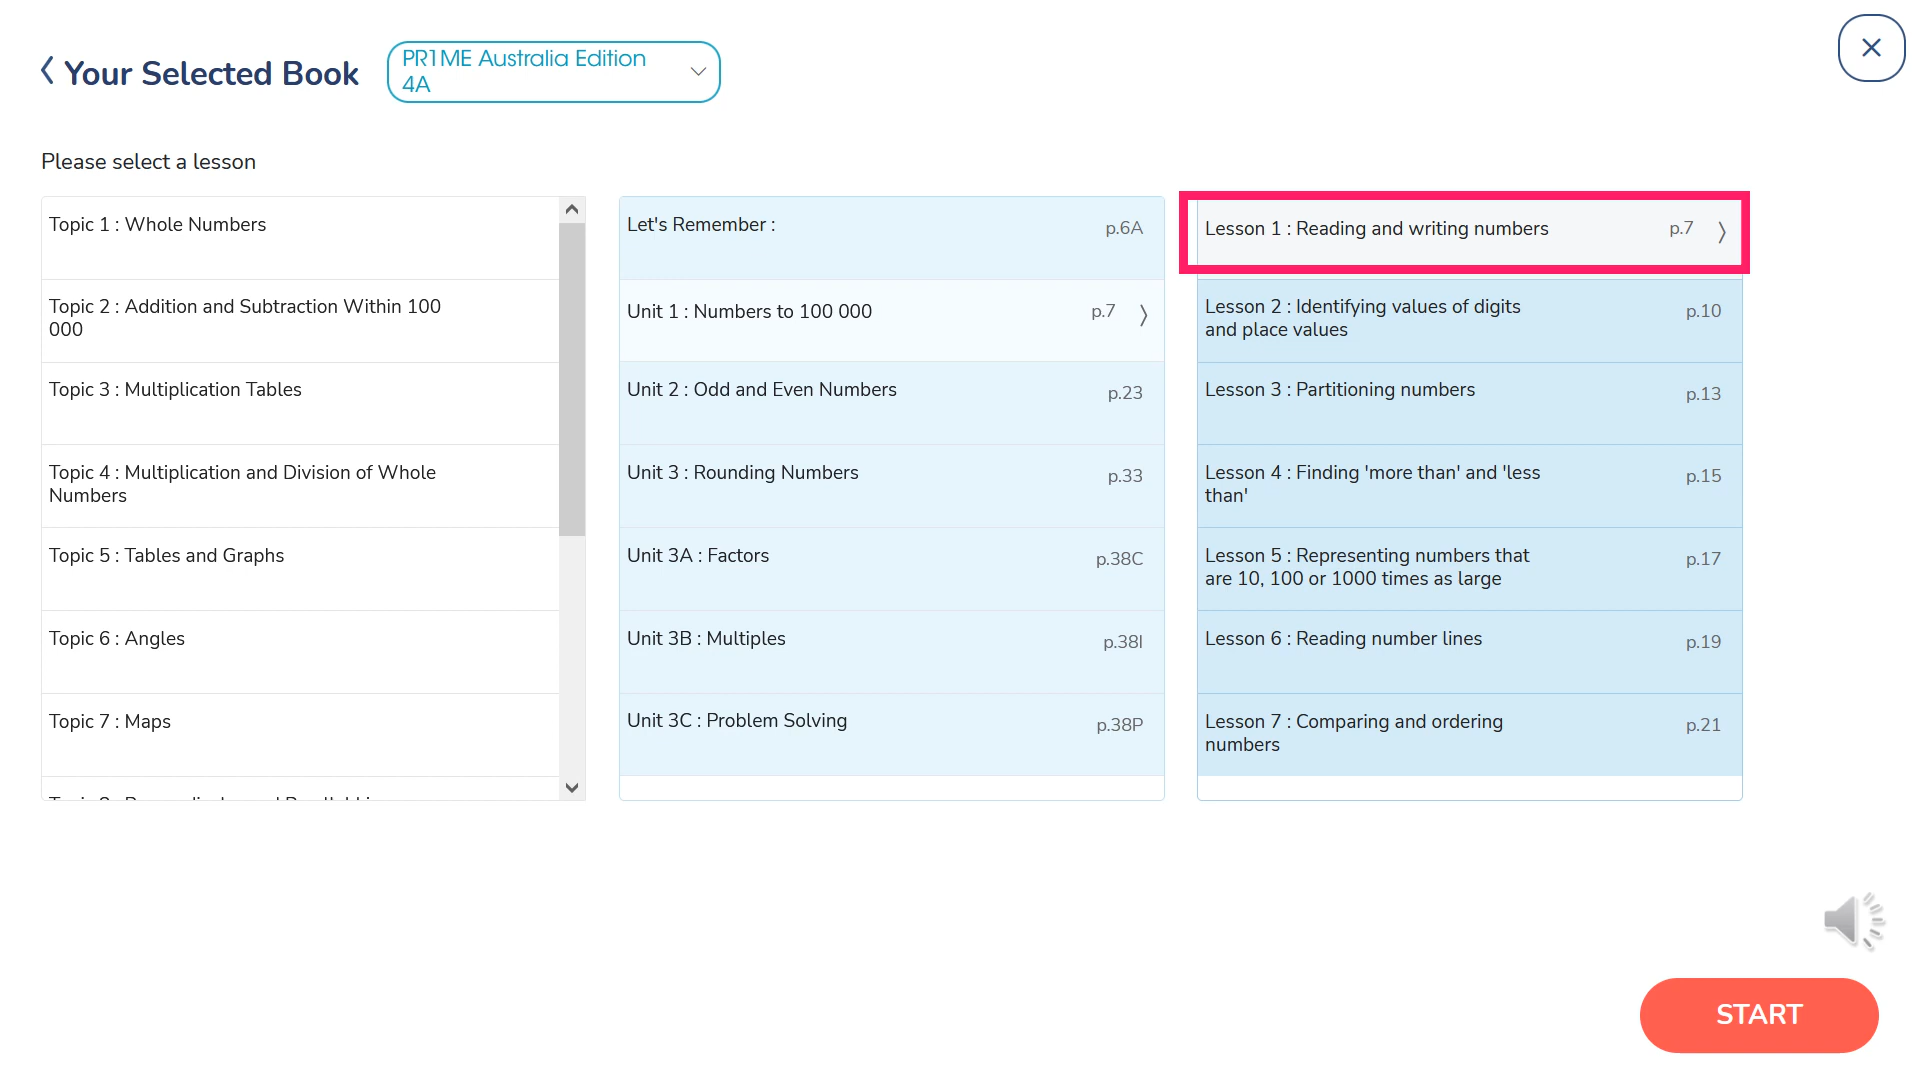 Your Selected Book
PR1ME Australia Edition
4A
Please select a lesson
Topic 1 : Whole Numbers
Topic 2 : Addition and Subtraction Within 100
000
Topic 3 : Multiplication Tables
Topic 4 : Multiplication and Division of Whole
Numbers
Topic 5 : Tables and Graphs
Topic 6 : Angles
Topic 7 : Maps
Let's Remember : p.6A
Unit 1 : Numbers to 100 000 p.7
Unit 2 : Odd and Even Numbers p.23
Unit 3 : Rounding Numbers p.33
Unit 3A : Factors p.38C
Unit 3B : Multiples p.38I
Unit 3C : Problem Solving p.38P
Lesson 1 : Reading and writing numbers p.7
Lesson 2 : Identifying values of digits p.10
and place values
Lesson 3 : Partitioning numbers p.13
Lesson 4 : Finding 'more than' and 'less p.15
than'
Lesson 5 : Representing numbers that p.17
are 10, 100 or 1000 times as large
Lesson 6 : Reading number lines p.19
Lesson 7 : Comparing and ordering p.21
numbers
START